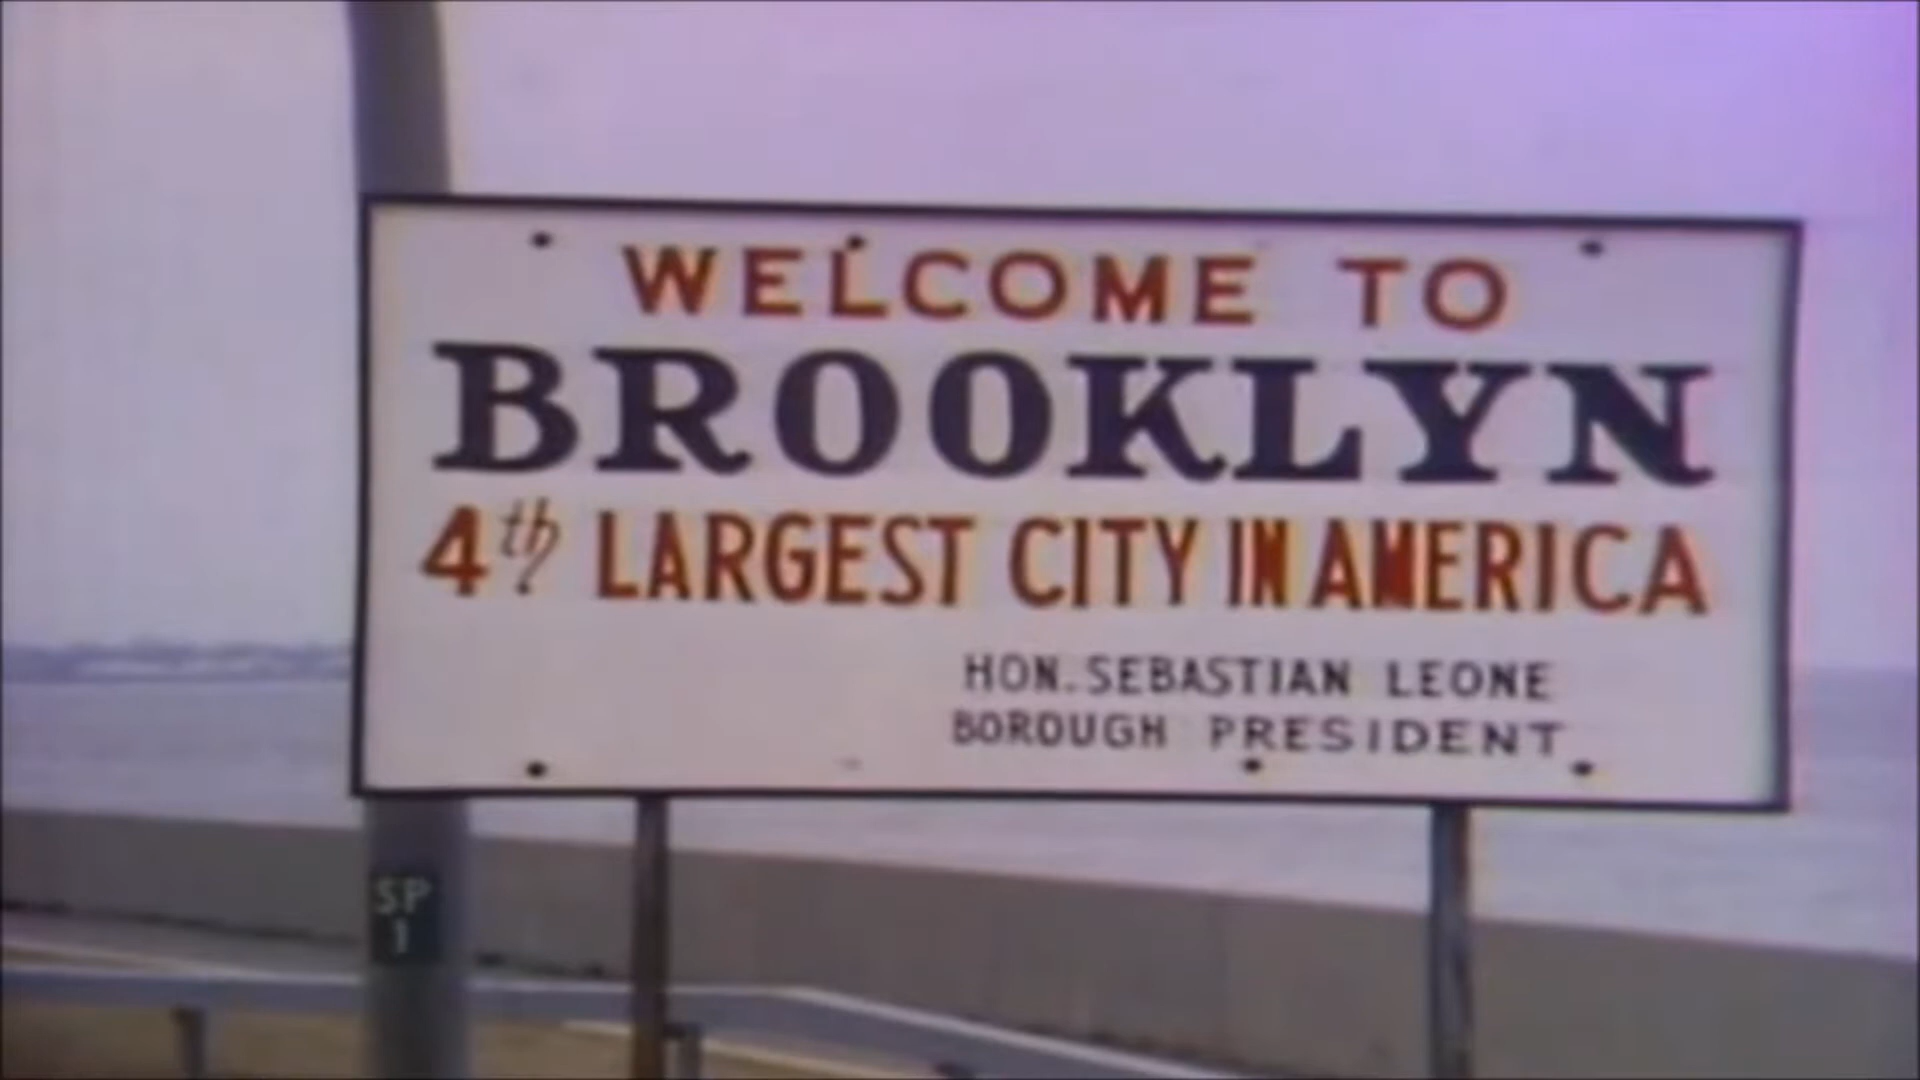 WELCOME TO
BROOKLYN
4th LARGEST CITY IN AMERICA
HON. SEBASTIAN LEONE
BOROUGH PRESIDENT
SP
1